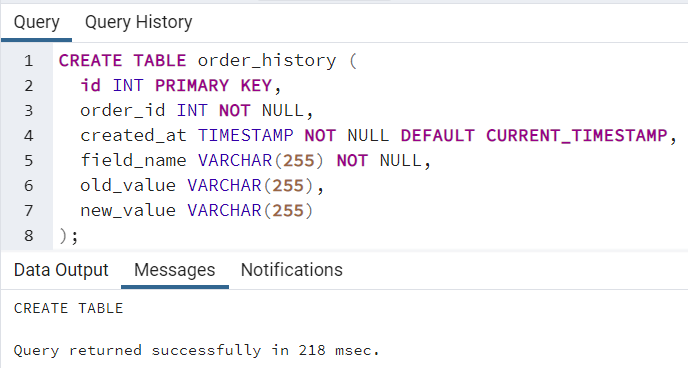 Query Query History
1 CREATE TABLE order_history (
2   id INT PRIMARY KEY,
3   order_id INT NOT NULL,
4   created_at TIMESTAMP NOT NULL DEFAULT CURRENT_TIMESTAMP,
5   field_name VARCHAR(255) NOT NULL,
6   old_value VARCHAR(255),
7   new_value VARCHAR(255)
8 );
Data Output Messages Notifications
CREATE TABLE
Query returned successfully in 218 msec.